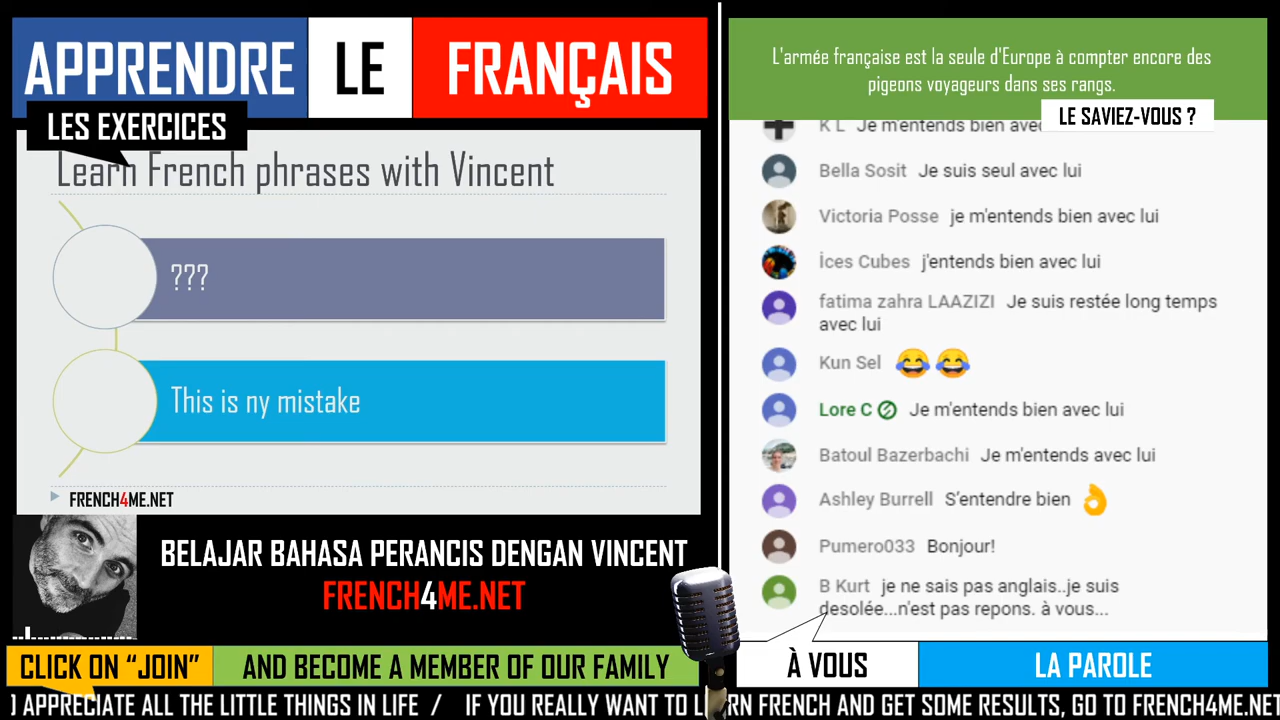 APPRENDRE LE FRANÇAIS
LES EXERCICES
Learn French phrases with Vincent
???
This is ny mistake
FRENCH4ME.NET
BELAJAR BAHASA PERANCIS DENGAN VINCENT
FRENCH4ME.NET
CLICK ON “JOIN” AND BECOME A MEMBER OF OUR FAMILY
L'armée française est la seule d'Europe à compter encore des
pigeons voyageurs dans ses rangs.
LE SAVIEZ-VOUS ?
K L Je m'entends bien avec
Bella Sosit Je suis seul avec lui
Victoria Posse je m'entends bien avec lui
İces Cubes j'entends bien avec lui
fatima zahra LAAZIZI Je suis restée long temps
avec lui
Kun Sel 😂😂
Lore C Je m'entends bien avec lui
Batoul Bazerbachi Je m'entends avec lui
Ashley Burrell S'entendre bien 👌
Pumero033 Bonjour!
B Kurt je ne sais pas anglais..je suis
desolée...n'est pas repons. à vous...
À VOUS LA PAROLE
APPRECIATE ALL THE LITTLE THINGS IN LIFE / IF YOU REALLY WANT TO LEARN FRENCH AND GET SOME RESULTS, GO TO FRENCH4ME.NET